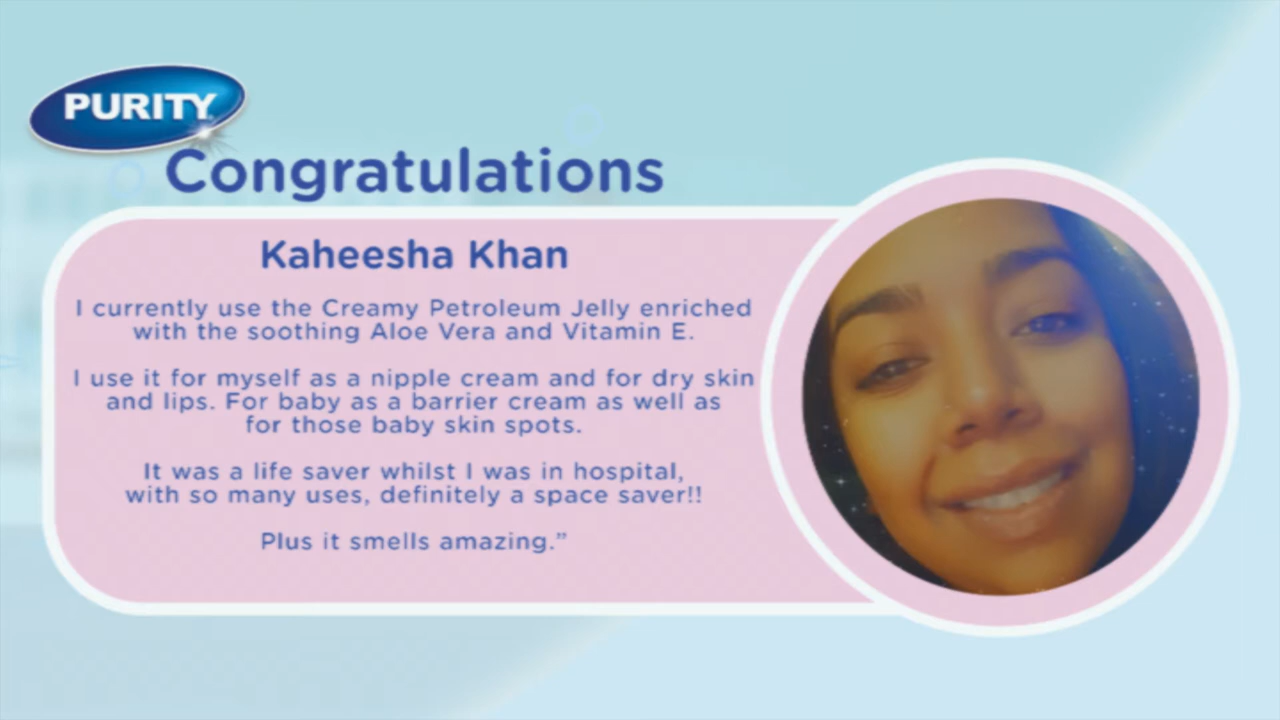 PURITY
Congratulations
Kaheesha Khan
I currently use the Creamy Petroleum Jelly enriched
with the soothing Aloe Vera and Vitamin E.
I use it for myself as a nipple cream and for dry skin
and lips. For baby as a barrier cream as well as
for those baby skin spots.
It was a life saver whilst I was in hospital,
with so many uses, definitely a space saver!!
Plus it smells amazing.”